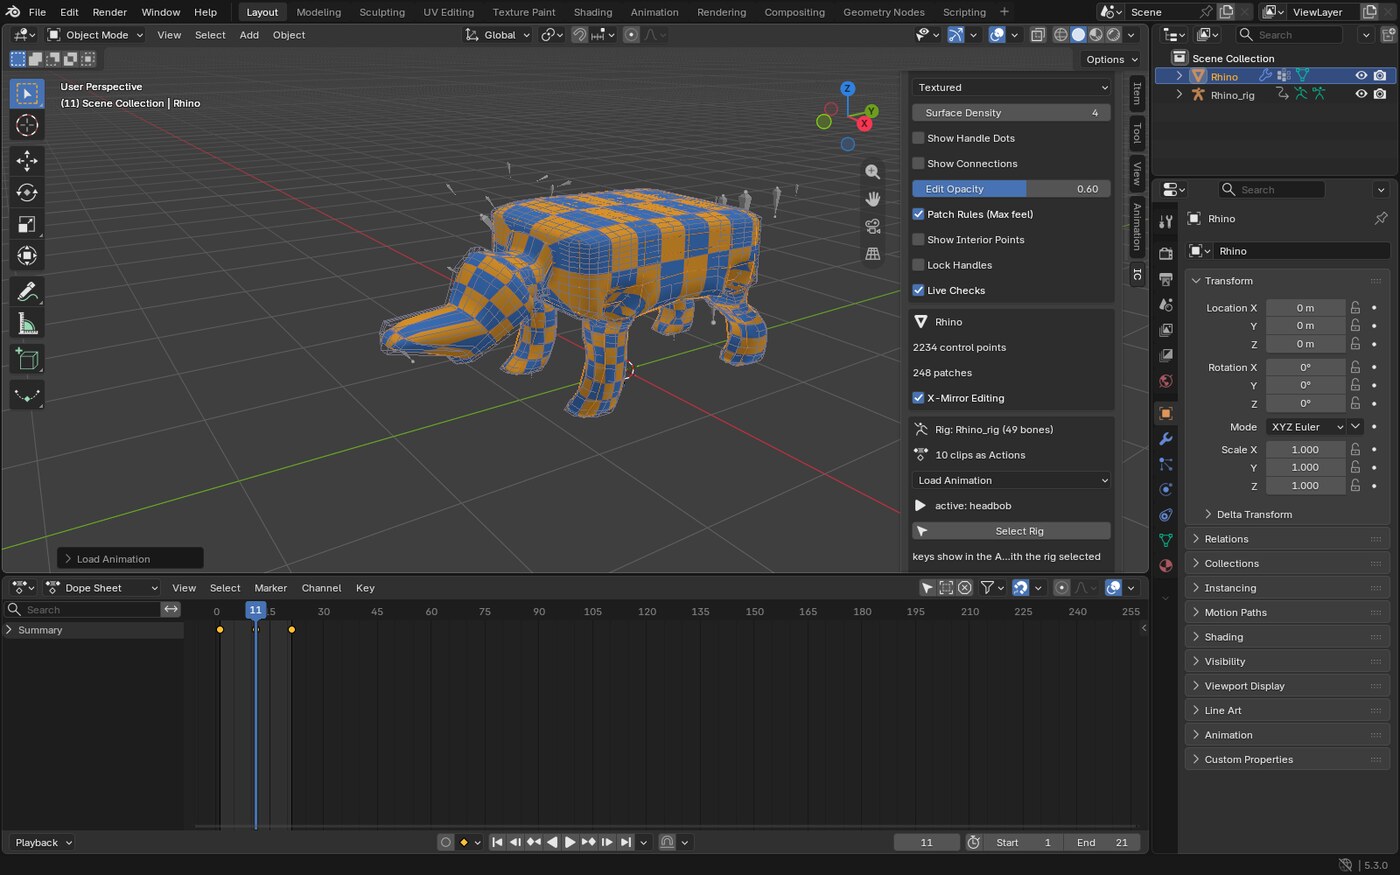 File Edit Render Window Help Layout Modeling Sculpting UV Editing Texture Paint Shading Animation Rendering Compositing Geometry Nodes Scripting + Scene ViewLayer
Object Mode View Select Add Object Global
Options
User Perspective
(11) Scene Collection | Rhino
Z
Y
X
Textured
Surface Density 4
Show Handle Dots
Show Connections
Edit Opacity 0.60
Patch Rules (Max feel)
Show Interior Points
Lock Handles
Live Checks
Rhino
2234 control points
248 patches
X-Mirror Editing
Rig: Rhino_rig (49 bones)
10 clips as Actions
Load Animation
active: headbob
Select Rig
keys show in the A...ith the rig selected
Item
Tool
View
Animation
IC
Load Animation
Search
Scene Collection
Rhino
Rhino_rig
Search
Rhino
Rhino
Transform
Location X 0 m
Y 0 m
Z 0 m
Rotation X 0°
Y 0°
Z 0°
Mode XYZ Euler
Scale X 1.000
Y 1.000
Z 1.000
Delta Transform
Relations
Collections
Instancing
Motion Paths
Shading
Visibility
Viewport Display
Line Art
Animation
Custom Properties
Dope Sheet View Select Marker Channel Key
Search 0 11 30 45 60 75 90 105 120 135 150 165 180 195 210 225 240 255
Summary
Playback 11 Start 1 End 21
5.3.0